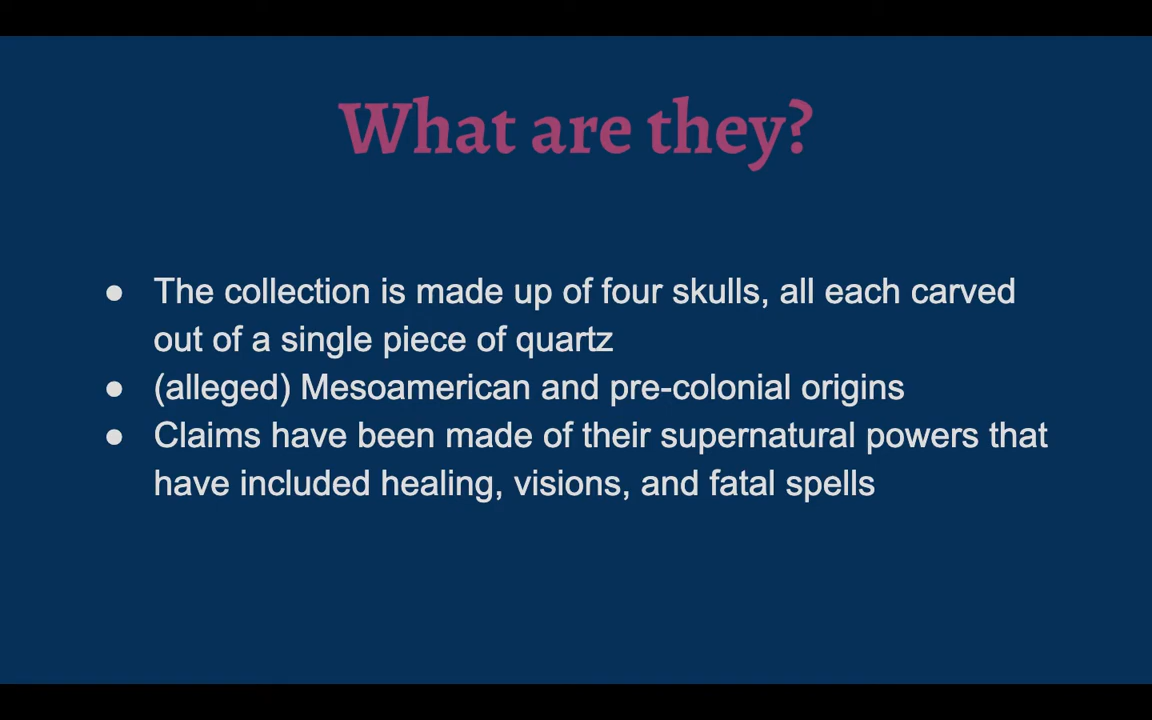 What are they?
● The collection is made up of four skulls, all each carved
out of a single piece of quartz
● (alleged) Mesoamerican and pre-colonial origins
● Claims have been made of their supernatural powers that
have included healing, visions, and fatal spells